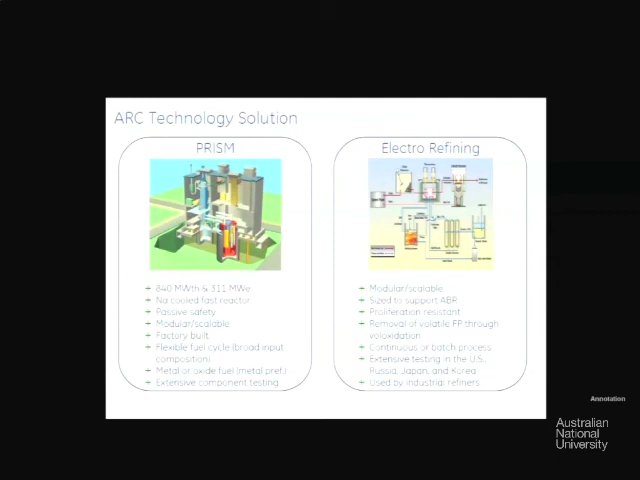 ARC Technology Solution
PRISM
840 MWth & 311 MWe
Na cooled fast reactor
Passive safety
Modular/scalable
Factory built
Flexible fuel cycle (broad input
composition)
Metal or oxide fuel (metal pref.)
Extensive component testing
Electro Refining
Modular/scalable
Sized to support ABR
Proliferation resistant
Removal of volatile FP through
voloxidation
Continuous or batch process
Extensive testing in the U.S.,
Russia, Japan, and Korea
Used by industrial refiners
Annotation
Australian
National
University